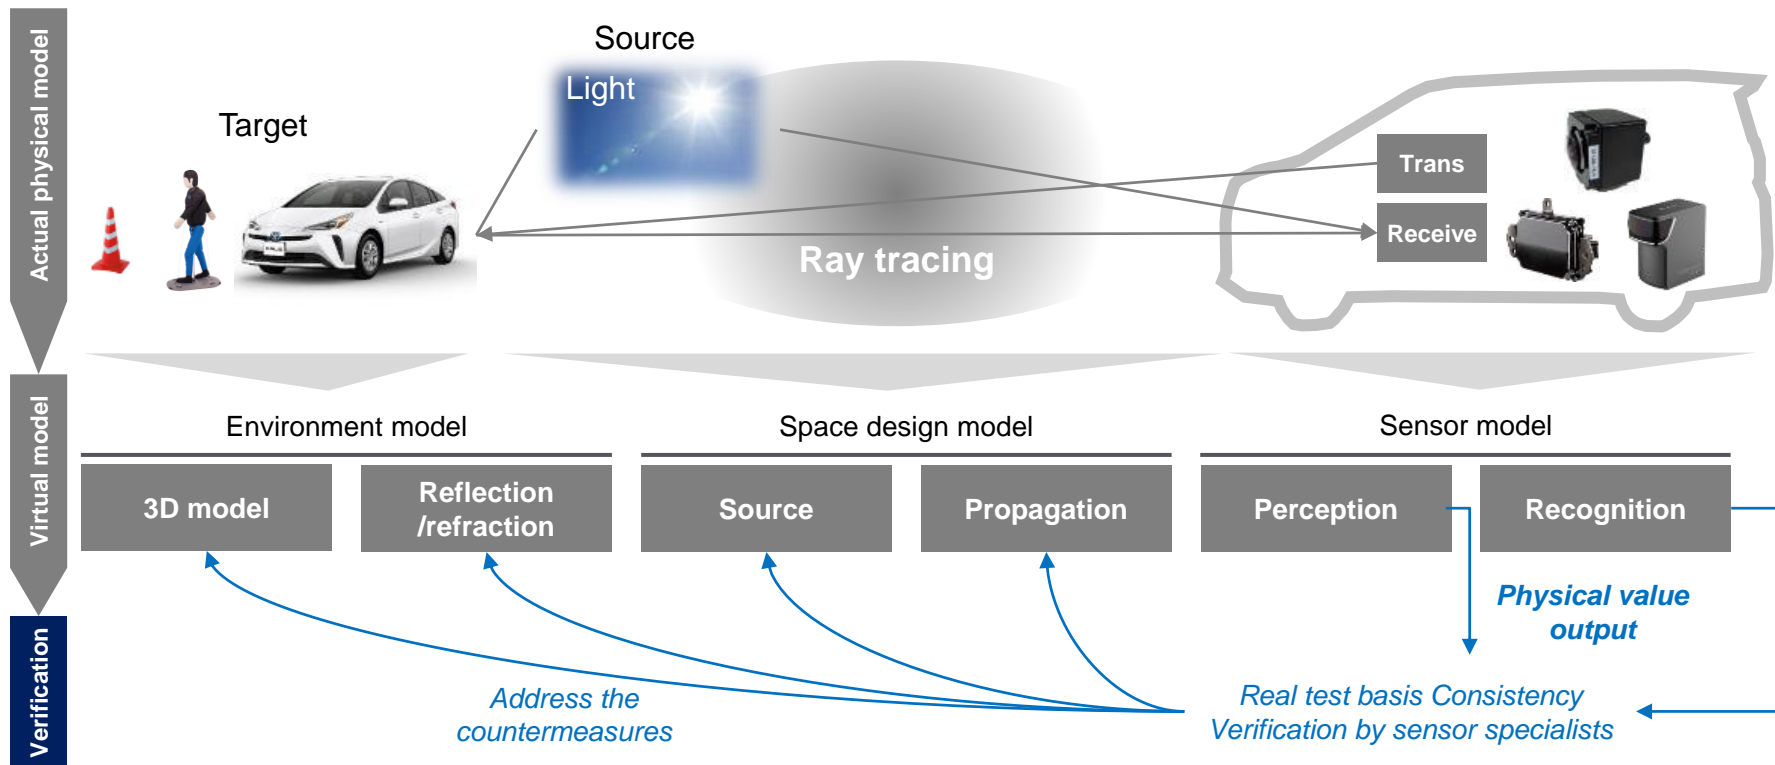 Actual physical model
Source
Light
Target
Trans
Receive
Ray tracing
Virtual model
Environment model
Space design model
Sensor model
3D model
Reflection
/refraction
Source
Propagation
Perception
Recognition
Physical value
output
Verification
Address the
countermeasures
Real test basis Consistency
Verification by sensor specialists